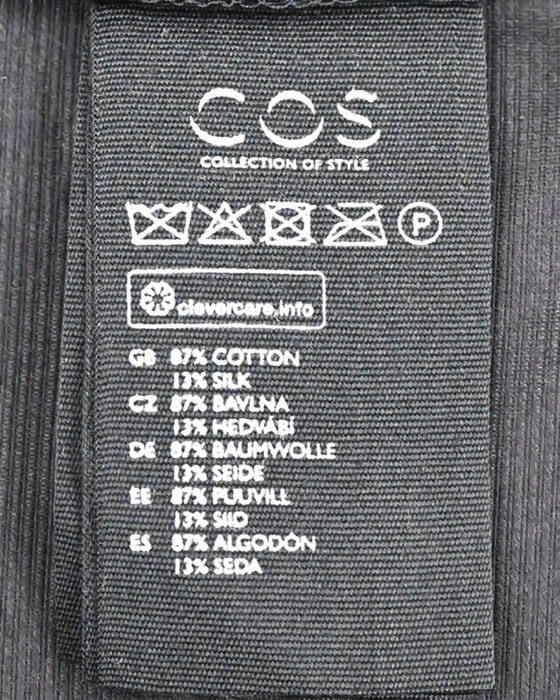 COS
COLLECTION OF STYLE
P
clevercare.info
GB 87% COTTON
13% SILK
CZ 87% BAVLNA
13% HEDVÁBÍ
DE 87% BAUMWOLLE
13% SEIDE
EE 87% PUUVILL
13% SIID
ES 87% ALGODÓN
13% SEDA